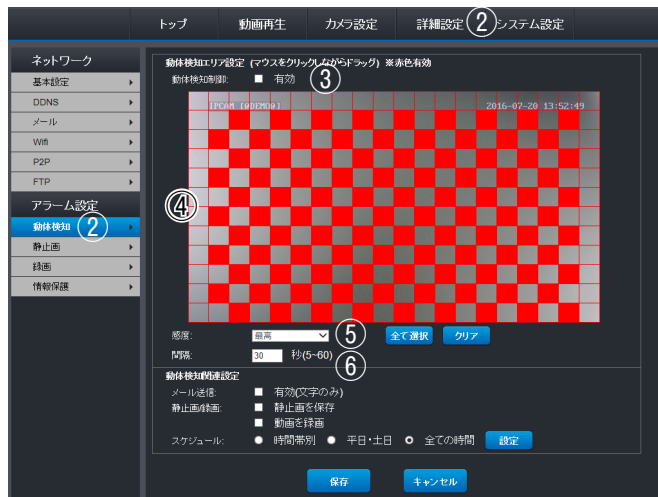 トップ 動画再生 カメラ設定 詳細設定 ② システム設定
ネットワーク
基本設定
DDNS
メール
Wifi
P2P
FTP
アラーム設定
動体検知 ②
静止画
録画
情報保護
動体検知エリア設定 (マウスをクリックしながらドラッグ) ※赤色有効
動体検知制御: 有効 ③
IPCAM [9DEMO9] 2016-07-20 13:52:49
④
感度: 最高 ⑤ 全て選択 クリア
間隔: 30 秒(5~60) ⑥
動体検知関連設定
メール送信: 有効(文字のみ)
静止画/録画: 静止画を保存
動画を録画
スケジュール: 時間帯別 平日・土日 全ての時間 設定
保存 キャンセル